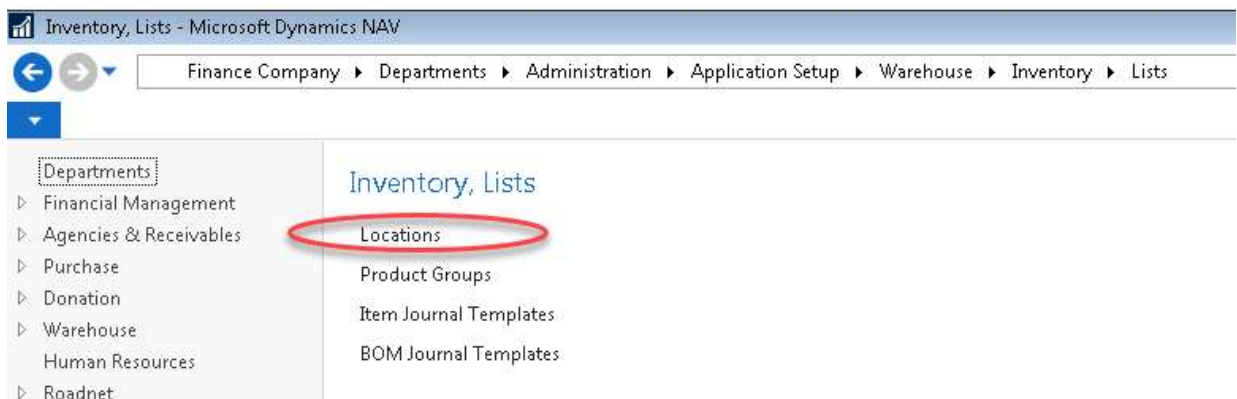 Inventory, Lists - Microsoft Dynamics NAV
Finance Company ▸ Departments ▸ Administration ▸ Application Setup ▸ Warehouse ▸ Inventory ▸ Lists
Departments
Financial Management
Agencies & Receivables
Purchase
Donation
Warehouse
Human Resources
Roadnet
Inventory, Lists
Locations
Product Groups
Item Journal Templates
BOM Journal Templates